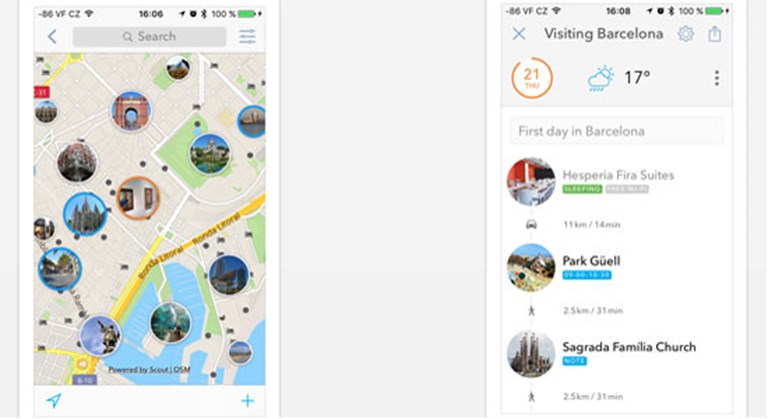 -86 VF CZ 16:06 100 %
Search
C-31
Ronda Litoral Ronda Litoral
Powered by Scout | OSM
B-10
-86 VF CZ 16:08 100 %
Visiting Barcelona
21
THU
17°
First day in Barcelona
Hesperia Fira Suites
SLEEPING FREE WI-FI
11km / 14min
Park Güell
09:00-10:30
2.5km / 31min
Sagrada Família Church
NOTE
2.5km / 31min